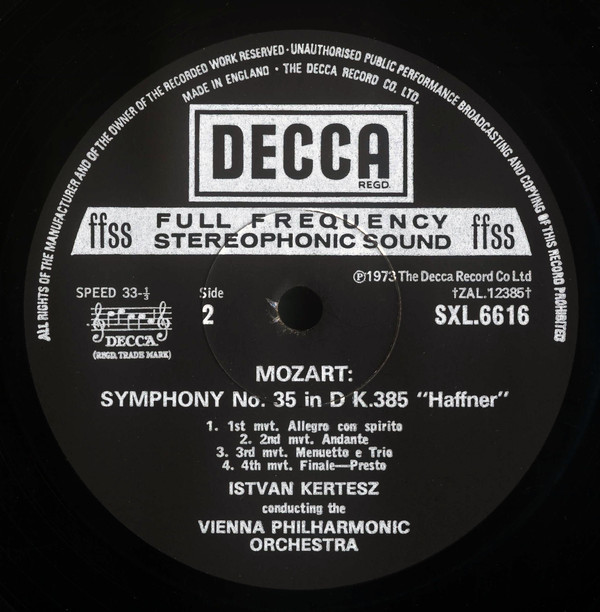 ALL RIGHTS OF THE MANUFACTURER AND OF THE OWNER OF THE RECORDED WORK RESERVED · UNAUTHORISED PUBLIC PERFORMANCE BROADCASTING AND COPYING OF THIS RECORD PROHIBITED
MADE IN ENGLAND · THE DECCA RECORD CO. LTD.
DECCA
REGD.
ffss FULL FREQUENCY STEREOPHONIC SOUND ffss
℗1973 The Decca Record Co Ltd
SPEED 33-⅓
Side
2
†ZAL.12385†
SXL.6616
DECCA
(REGD. TRADE MARK)
MOZART:
SYMPHONY No. 35 in D K.385 "Haffner"
1. 1st mvt. Allegro con spirito
2. 2nd mvt. Andante
3. 3rd mvt. Menuetto e Trio
4. 4th mvt. Finale—Presto
ISTVAN KERTESZ
conducting the
VIENNA PHILHARMONIC
ORCHESTRA